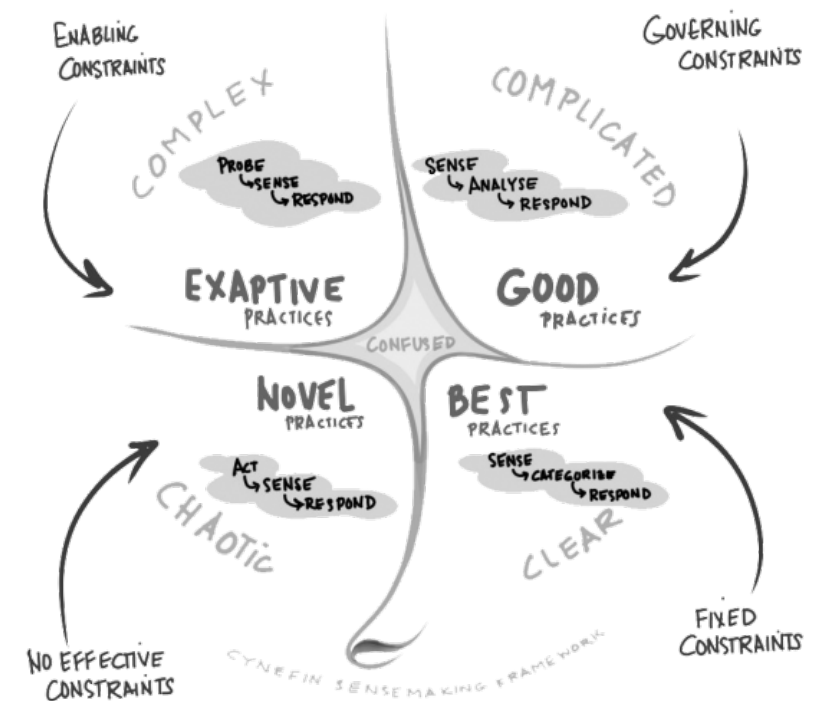 ENABLING
CONSTRAINTS
GOVERNING
CONSTRAINTS
COMPLEX
COMPLICATED
PROBE
SENSE
RESPOND
SENSE
ANALYSE
RESPOND
EXAPTIVE
PRACTICES
GOOD
PRACTICES
CONFUSED
NOVEL
PRACTICES
BEST
PRACTICES
ACT
SENSE
RESPOND
SENSE
CATEGORISE
RESPOND
CHAOTIC
CLEAR
NO EFFECTIVE
CONSTRAINTS
FIXED
CONSTRAINTS
CYNEFIN SENSEMAKING FRAMEWORK